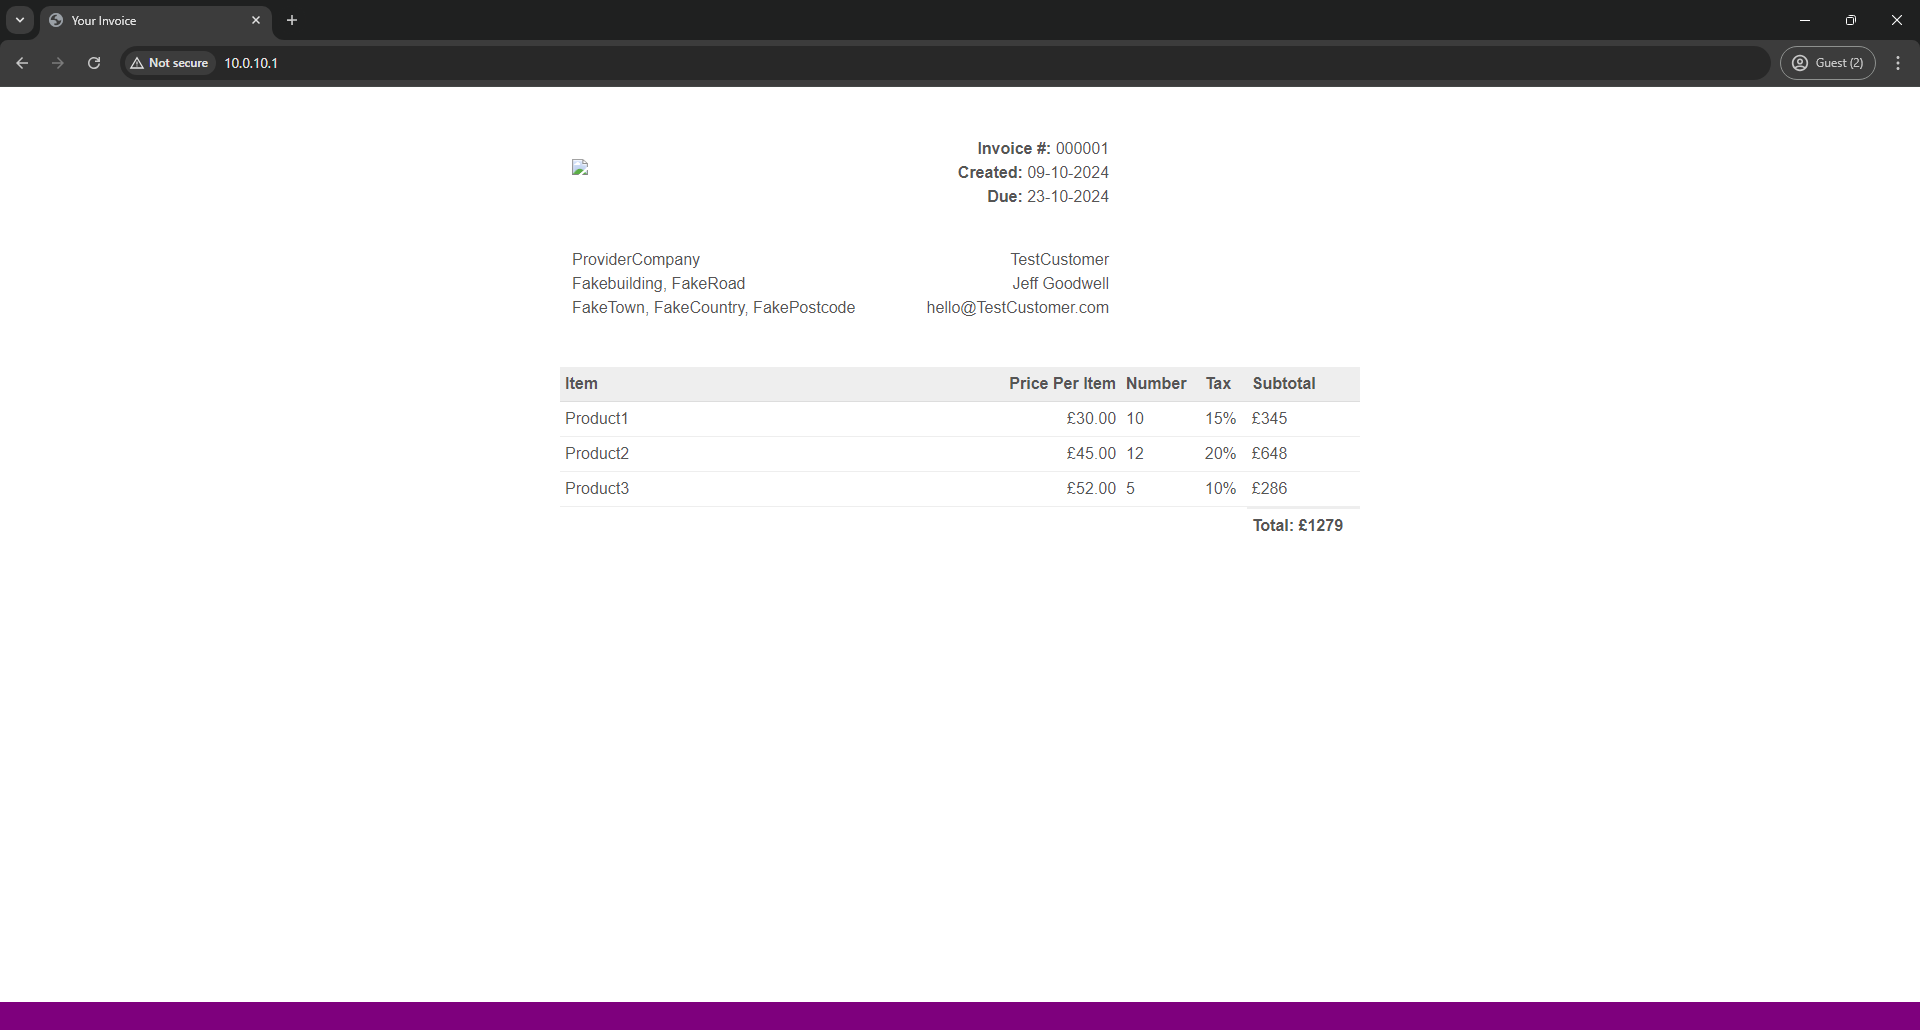 Your Invoice
Not secure
10.0.10.1
Guest (2)
Invoice #: 000001
Created: 09-10-2024
Due: 23-10-2024
ProviderCompany
Fakebuilding, FakeRoad
FakeTown, FakeCountry, FakePostcode
TestCustomer
Jeff Goodwell
hello@TestCustomer.com
Item Price Per Item Number Tax Subtotal
Product1 £30.00 10 15% £345
Product2 £45.00 12 20% £648
Product3 £52.00 5 10% £286
Total: £1279